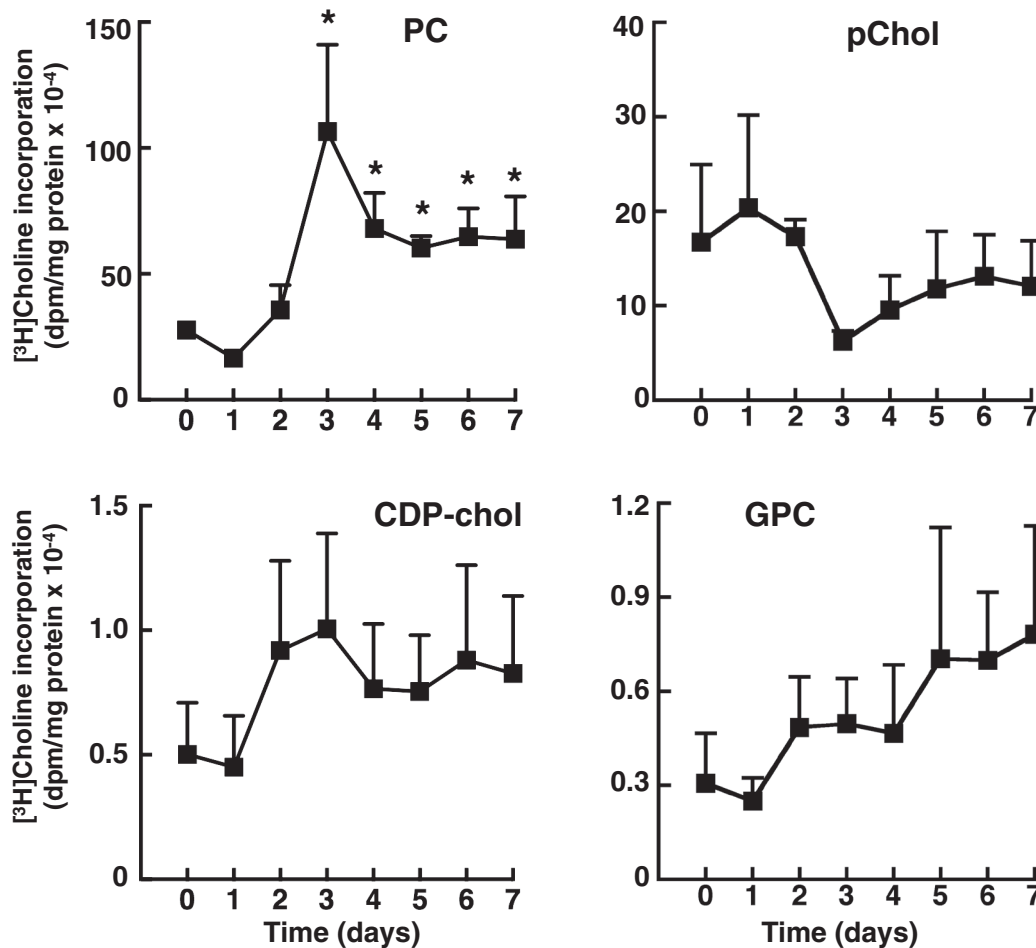 PC
[³H]Choline incorporation
(dpm/mg protein x 10⁻⁴)
150
100
50
0
* * * * *
0 1 2 3 4 5 6 7
pChol
40
30
20
10
0
0 1 2 3 4 5 6 7
CDP-chol
[³H]Choline incorporation
(dpm/mg protein x 10⁻⁴)
1.5
1.0
0.5
0
0 1 2 3 4 5 6 7
Time (days)
GPC
1.2
0.9
0.6
0.3
0
0 1 2 3 4 5 6 7
Time (days)